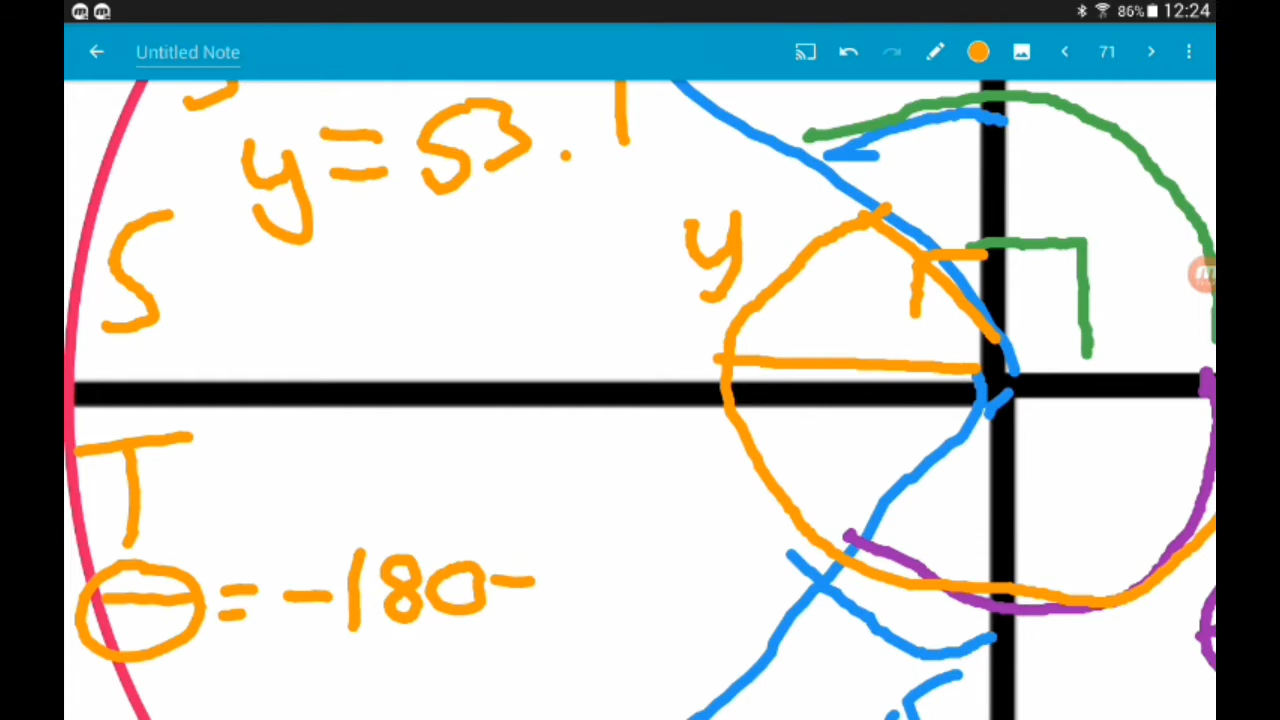 86% 12:24
Untitled Note
71
y = 53.1
y
S
T
θ = -180-